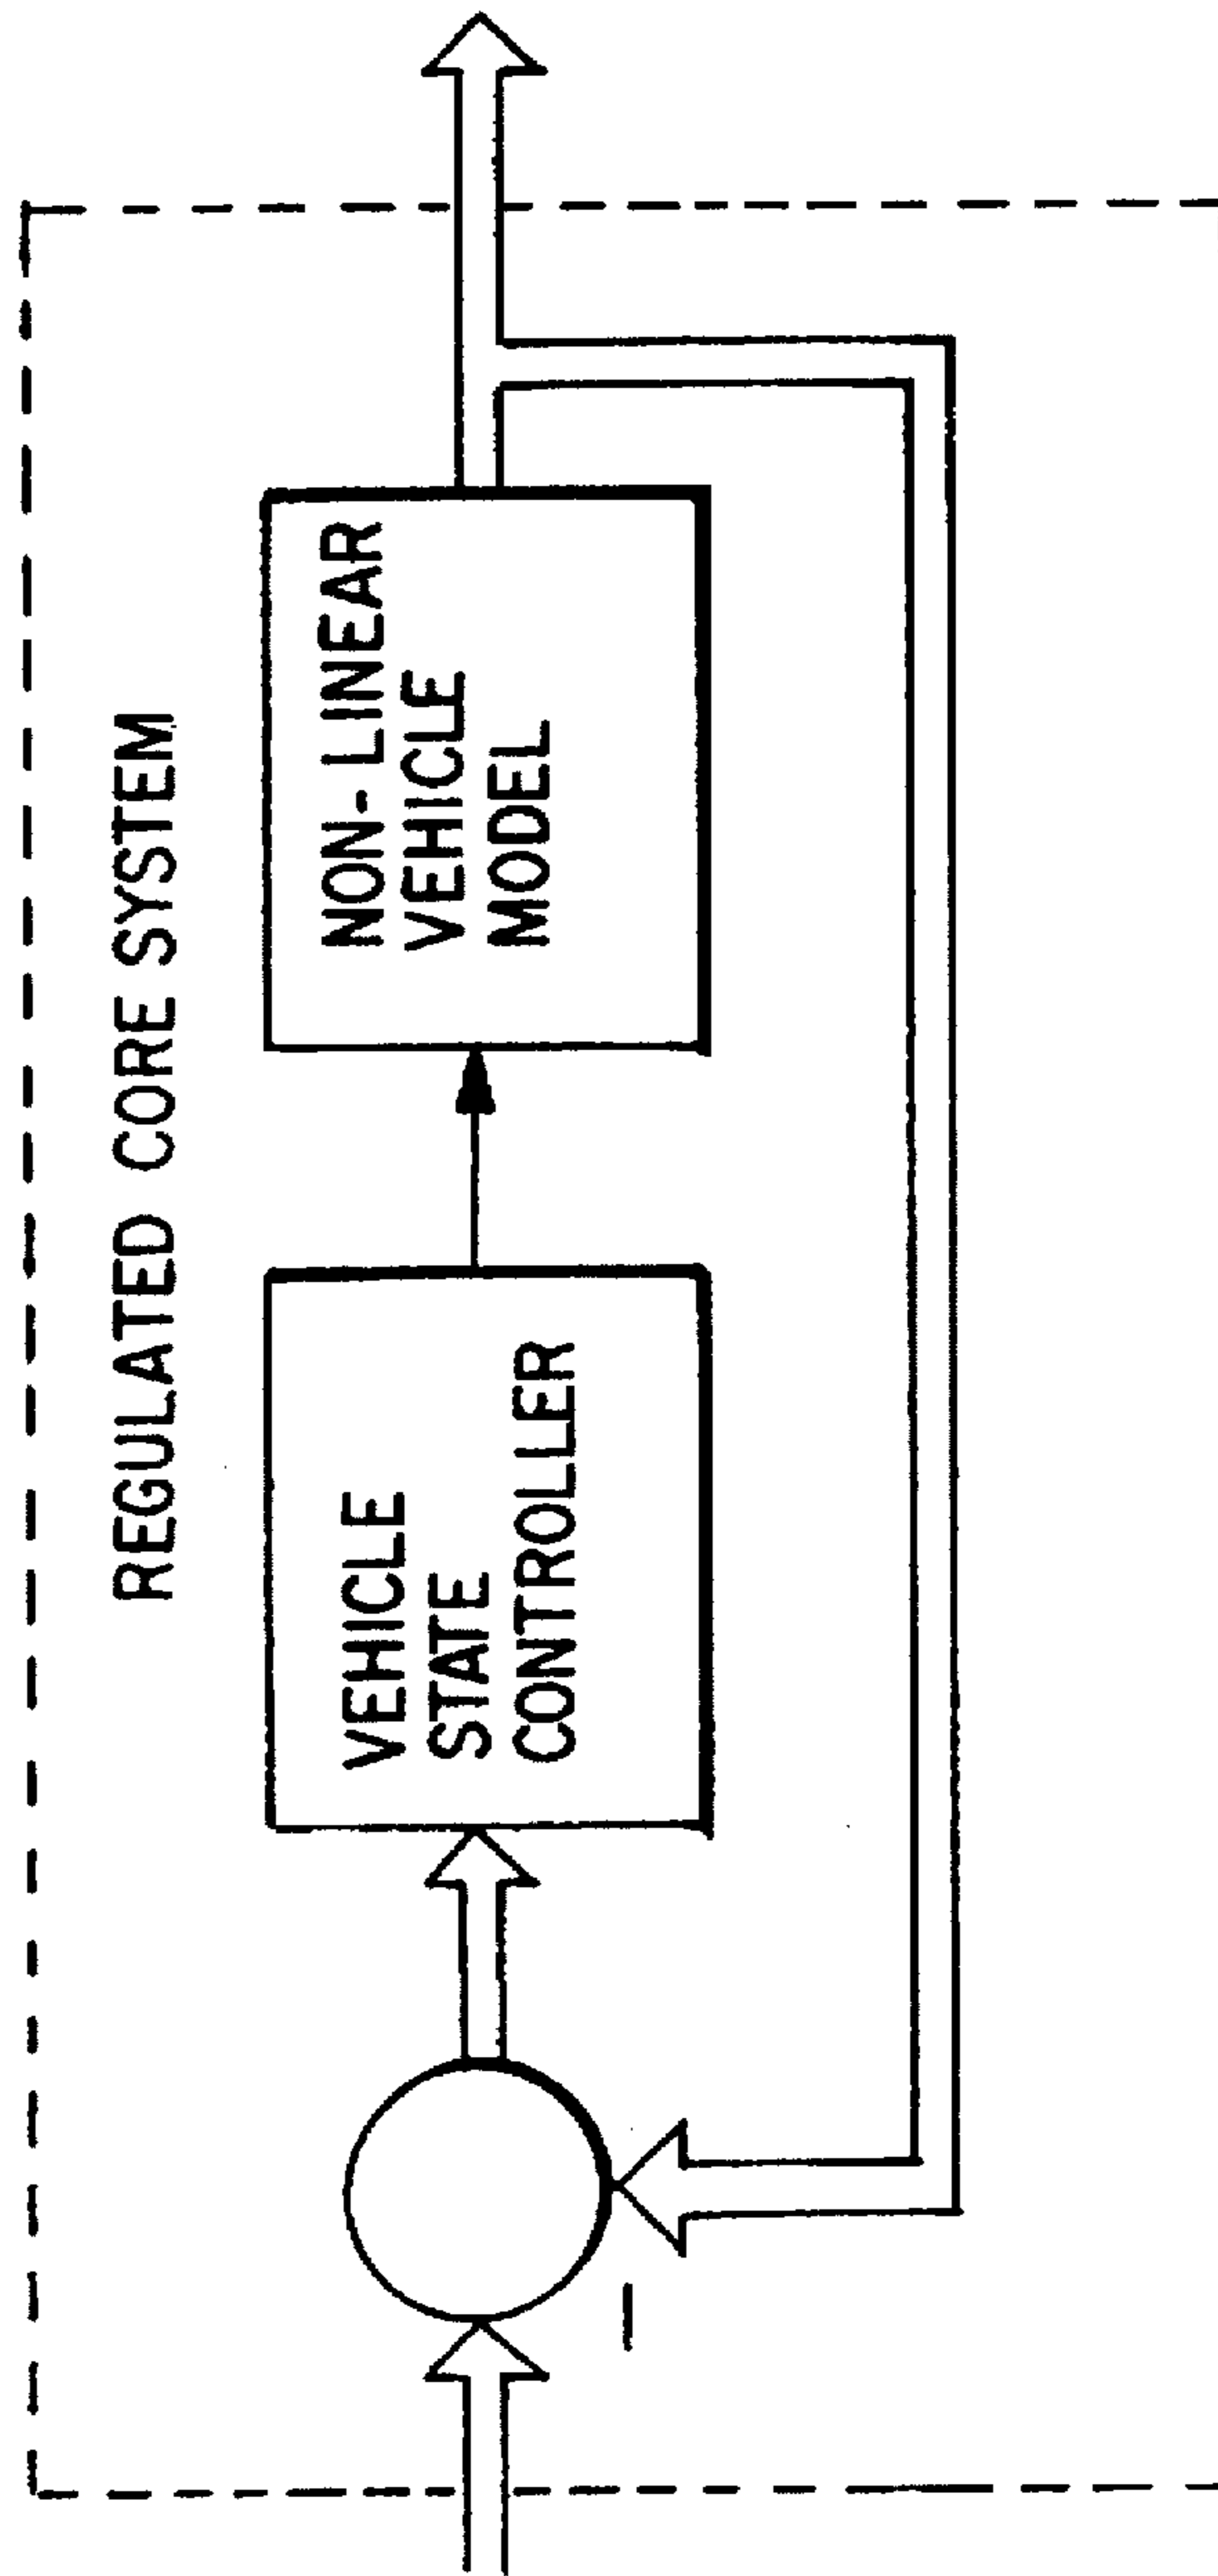 REGULATED CORE SYSTEM
VEHICLE
STATE
CONTROLLER
NON-LINEAR
VEHICLE
MODEL
–